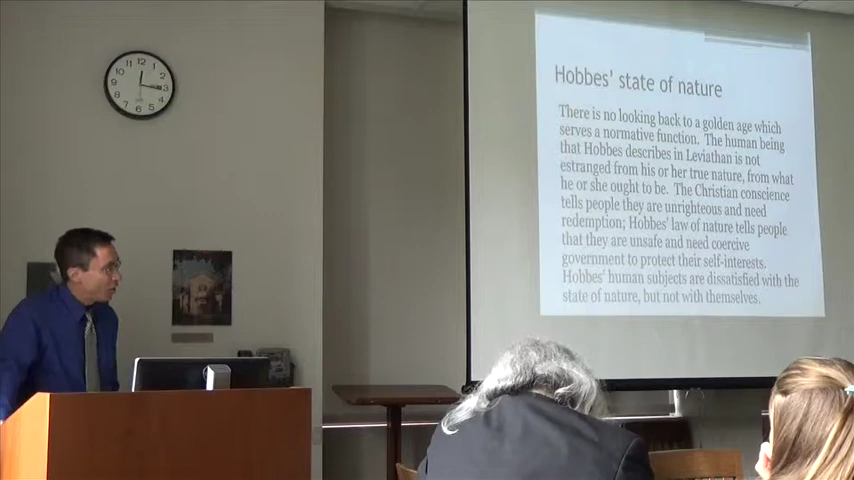 Hobbes' state of nature
There is no looking back to a golden age which
serves a normative function. The human being
that Hobbes describes in Leviathan is not
estranged from his or her true nature, from what
he or she ought to be. The Christian conscience
tells people they are unrighteous and need
redemption; Hobbes' law of nature tells people
that they are unsafe and need coercive
government to protect their self-interests.
Hobbes' human subjects are dissatisfied with the
state of nature, but not with themselves.